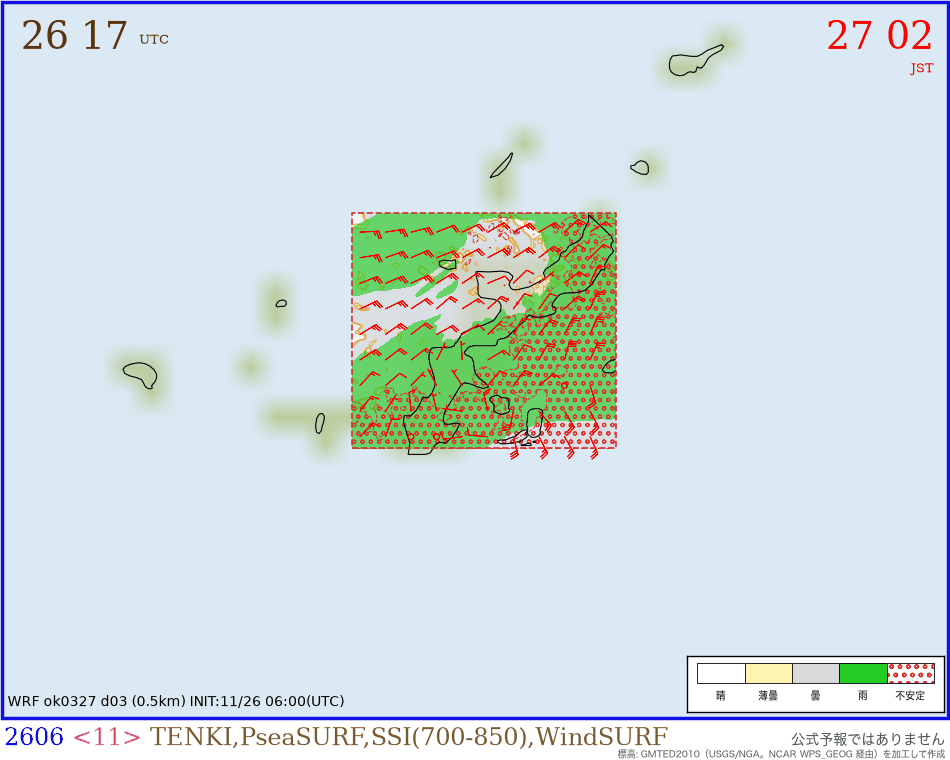 26 17 UTC
27 02
JST
晴 薄曇 曇 雨 不安定
WRF ok0327 d03 (0.5km) INIT:11/26 06:00(UTC)
2606 <11> TENKI,PseaSURF,SSI(700-850),WindSURF
公式予報ではありません
標高: GMTED2010（USGS/NGA。NCAR WPS_GEOG 経由）を加工して作成